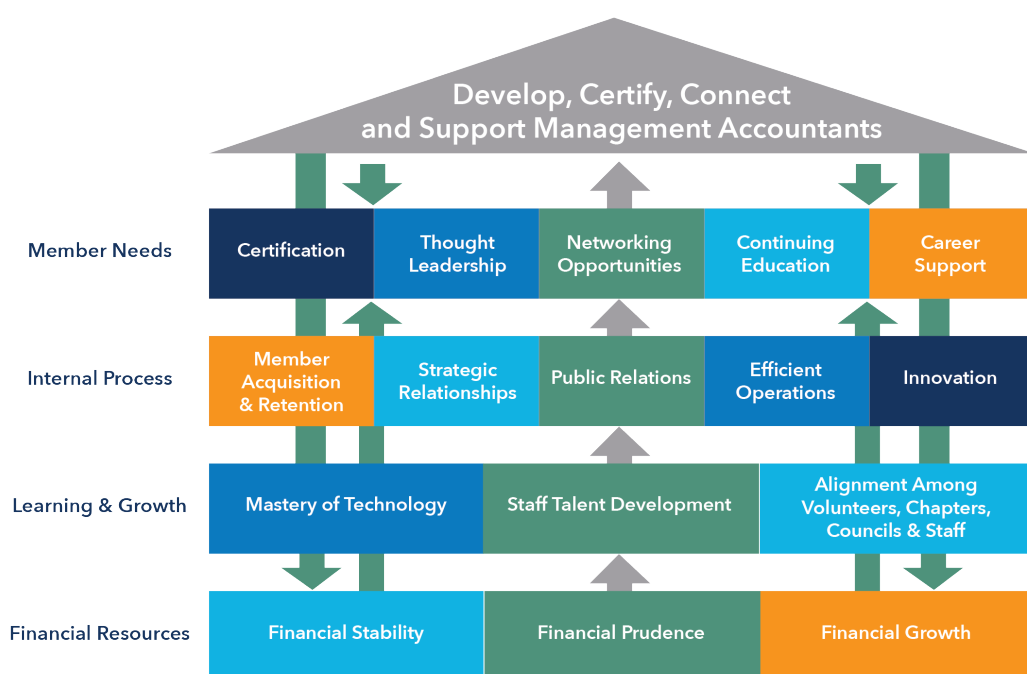 Develop, Certify, Connect
and Support Management Accountants
Member Needs
Certification
Thought
Leadership
Networking
Opportunities
Continuing
Education
Career
Support
Internal Process
Member
Acquisition
& Retention
Strategic
Relationships
Public Relations
Efficient
Operations
Innovation
Learning & Growth
Mastery of Technology
Staff Talent Development
Alignment Among
Volunteers, Chapters,
Councils & Staff
Financial Resources
Financial Stability
Financial Prudence
Financial Growth